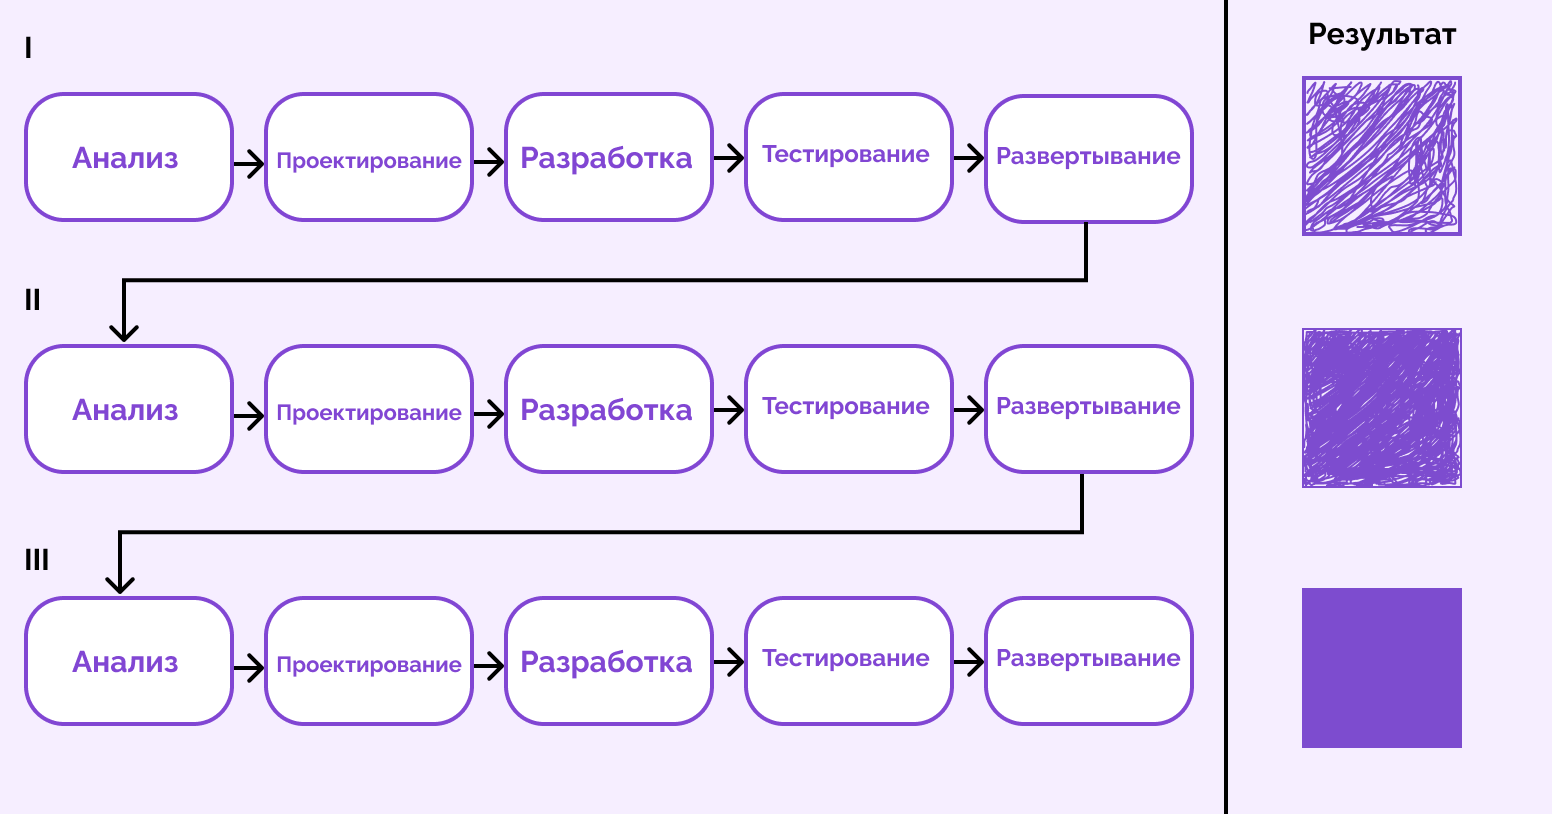 I
Результат
Анализ
Проектирование
Разработка
Тестирование
Развертывание
II
Анализ
Проектирование
Разработка
Тестирование
Развертывание
III
Анализ
Проектирование
Разработка
Тестирование
Развертывание